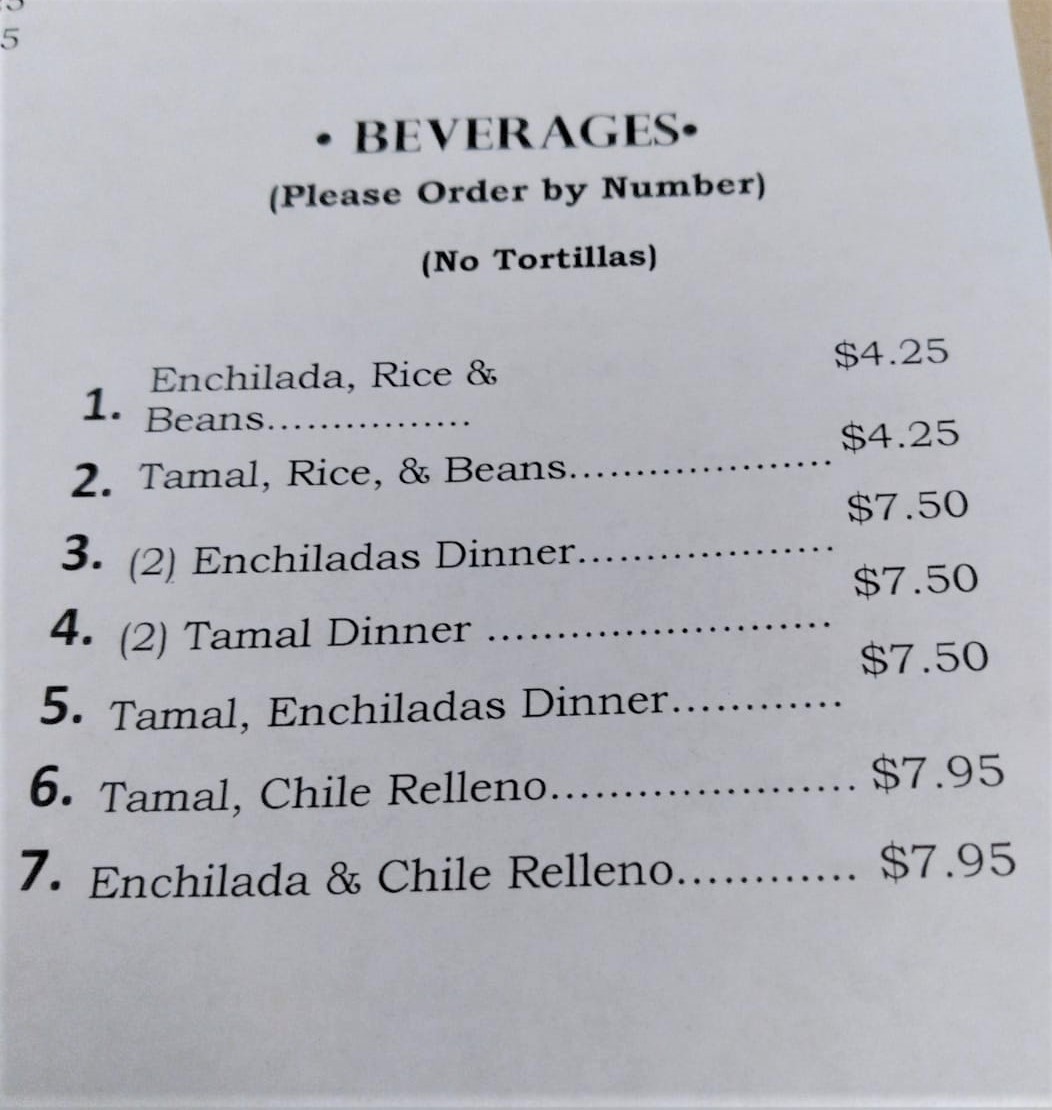 5
• BEVERAGES•
(Please Order by Number)
(No Tortillas)
1. Enchilada, Rice & Beans................ $4.25
2. Tamal, Rice, & Beans.................... $4.25
3. (2) Enchiladas Dinner................... $7.50
4. (2) Tamal Dinner .......................... $7.50
5. Tamal, Enchiladas Dinner............. $7.50
6. Tamal, Chile Relleno..................... $7.95
7. Enchilada & Chile Relleno............ $7.95